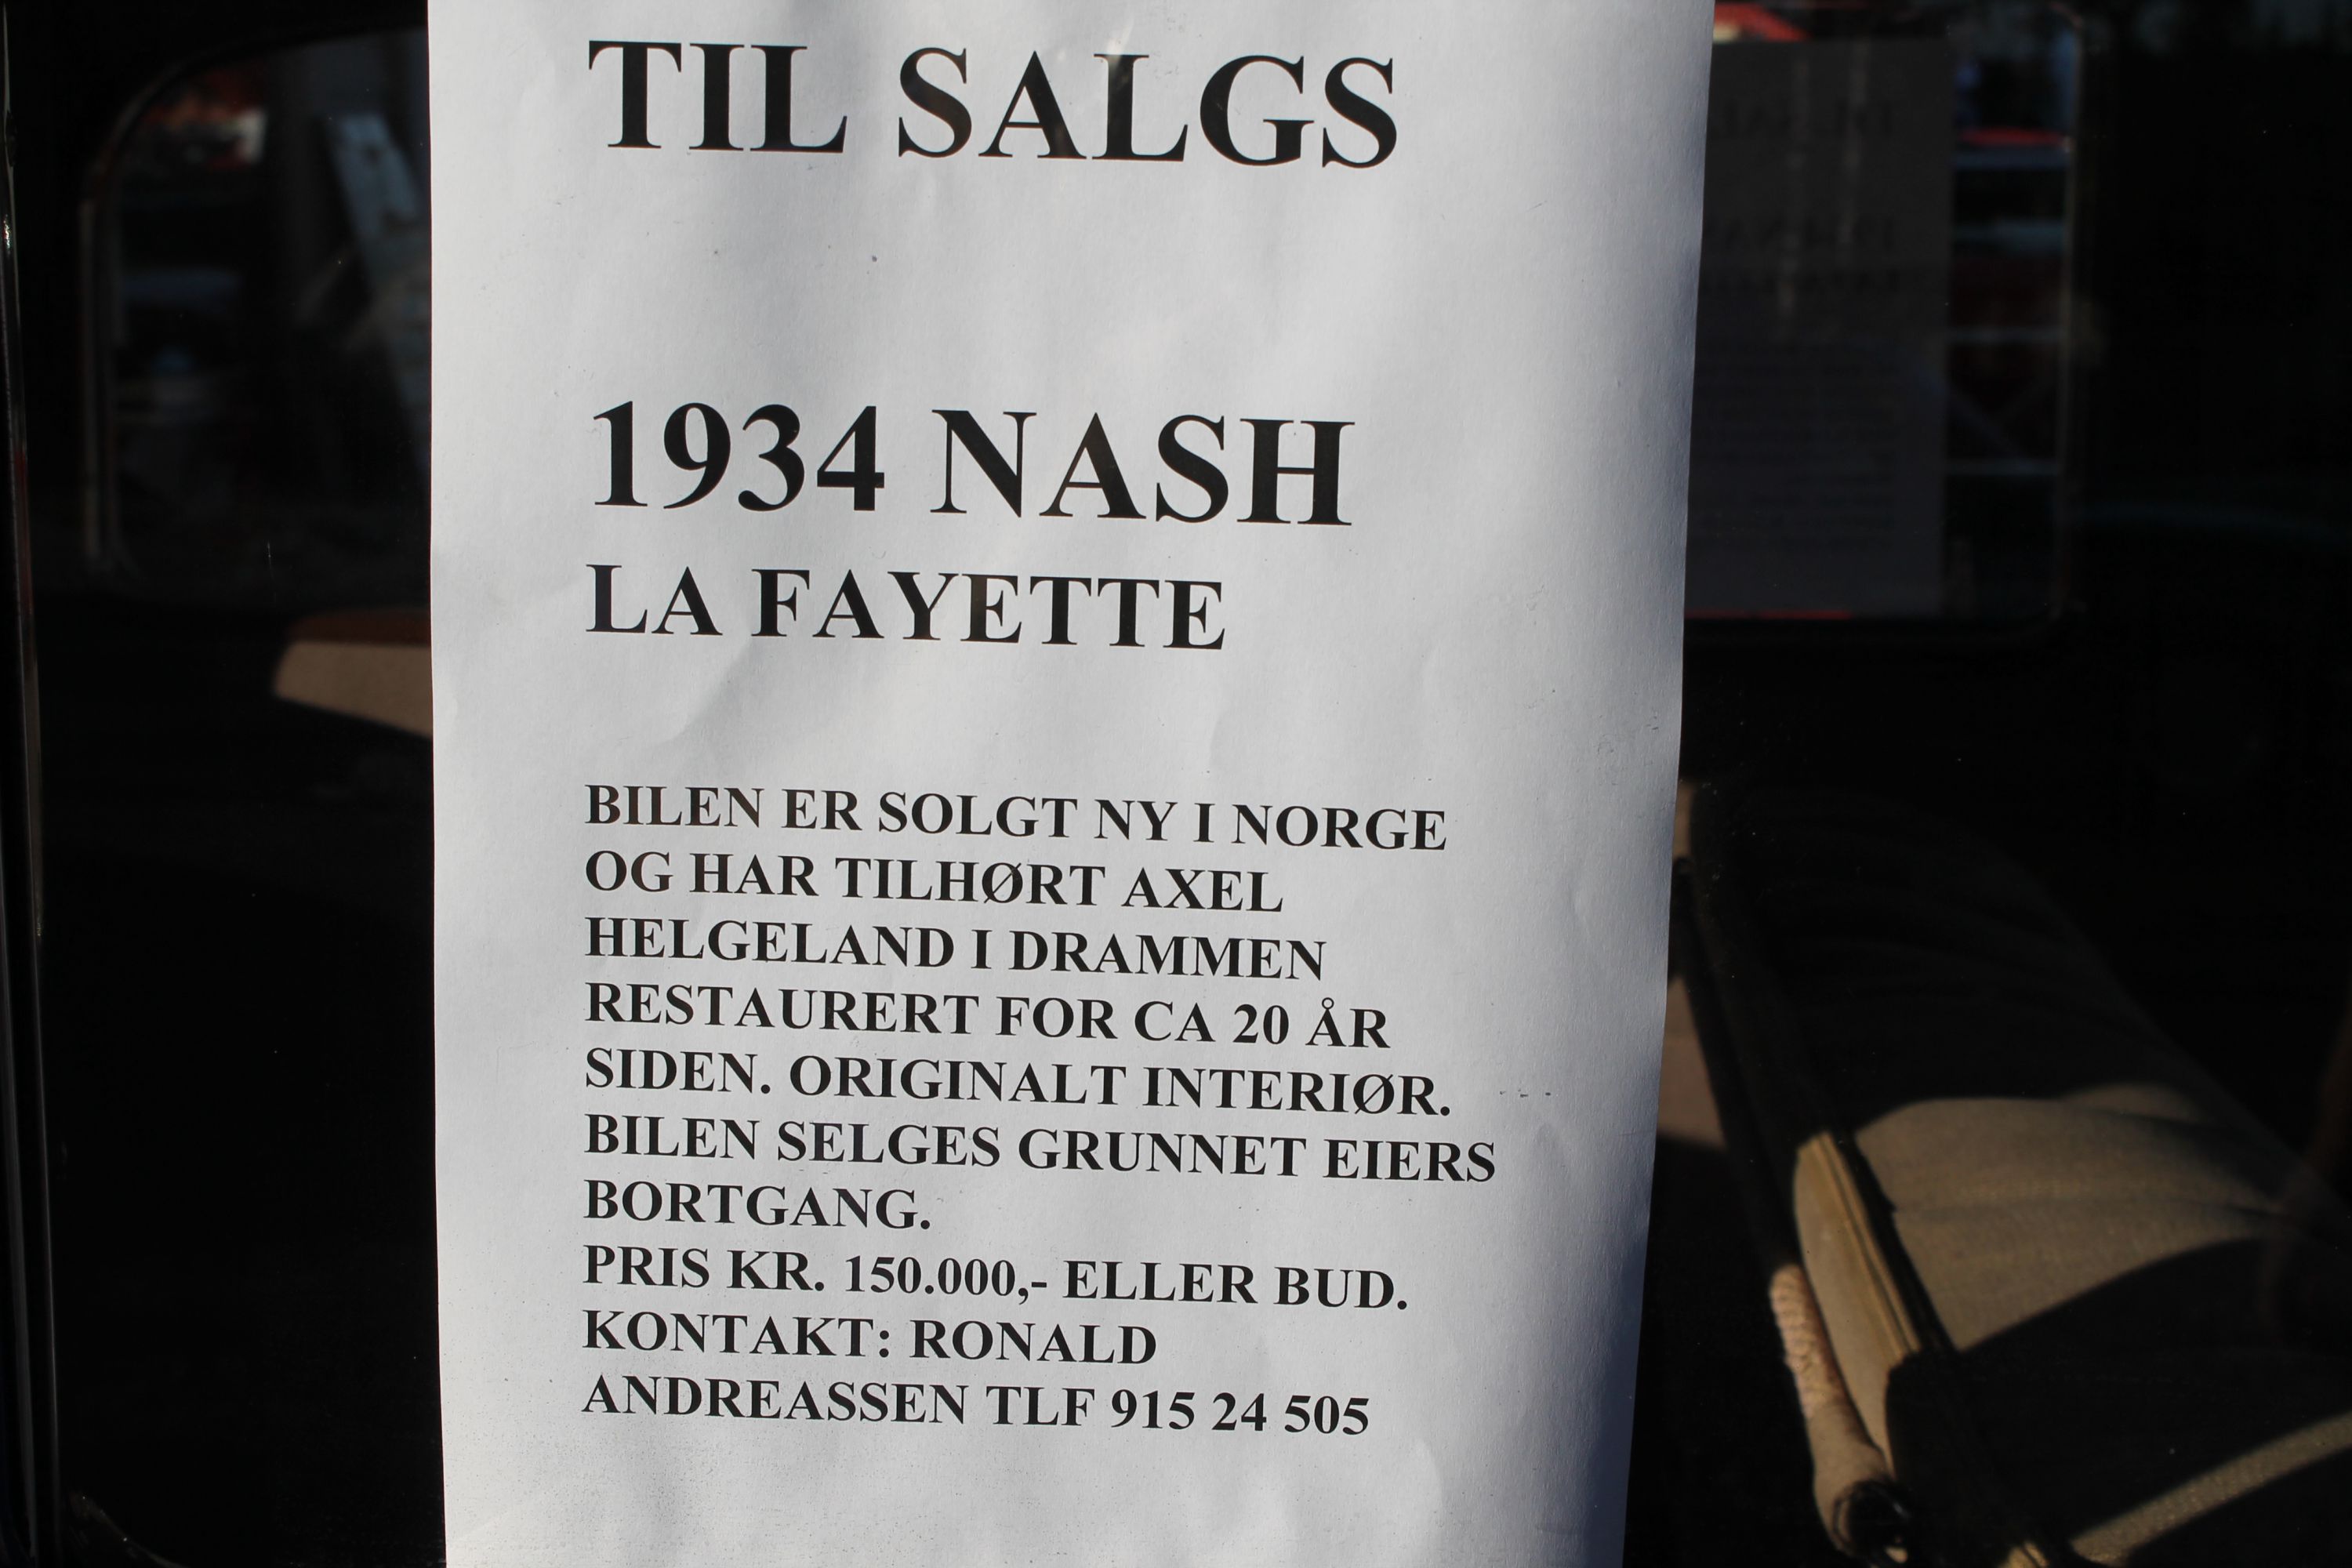 TIL SALGS
1934 NASH
LA FAYETTE
BILEN ER SOLGT NY I NORGE
OG HAR TILHØRT AXEL
HELGELAND I DRAMMEN
RESTAURERT FOR CA 20 ÅR
SIDEN. ORIGINALT INTERIØR.
BILEN SELGES GRUNNET EIERS
BORTGANG.
PRIS KR. 150.000,- ELLER BUD.
KONTAKT: RONALD
ANDREASSEN TLF 915 24 505